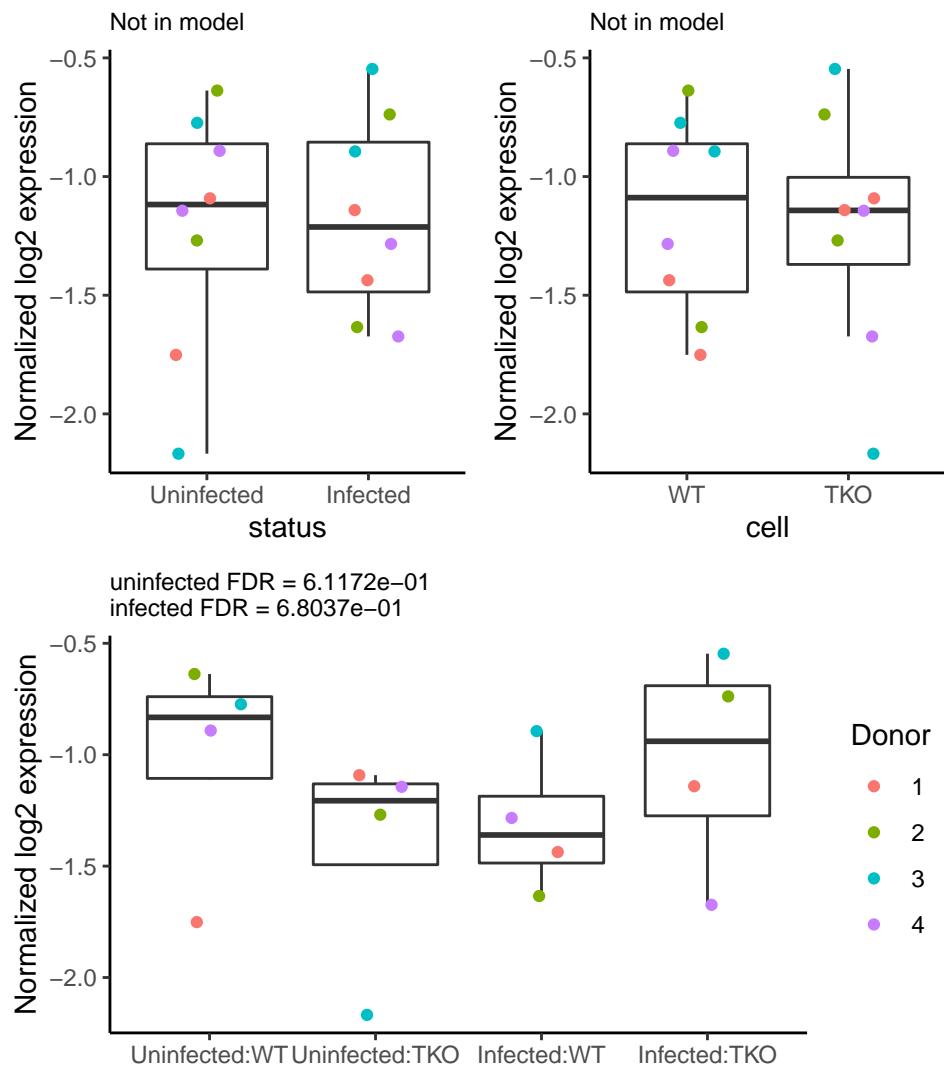 Not in model
Normalized log2 expression
−0.5
−1.0
−1.5
−2.0
Uninfected Infected
status
Not in model
Normalized log2 expression
−0.5
−1.0
−1.5
−2.0
WT TKO
cell
uninfected FDR = 6.1172e−01
infected FDR = 6.8037e−01
Normalized log2 expression
−0.5
−1.0
−1.5
−2.0
Uninfected:WT Uninfected:TKO Infected:WT Infected:TKO
Donor
1
2
3
4